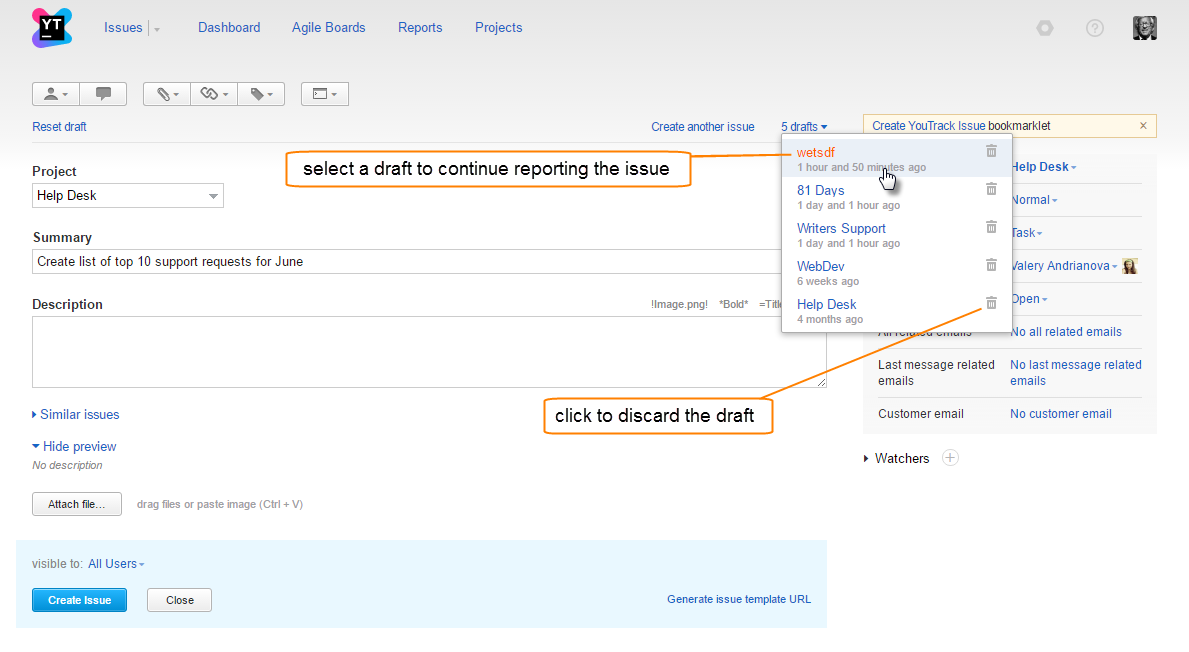 YT
Issues
Dashboard
Agile Boards
Reports
Projects
?
Reset draft
Create another issue
5 drafts
Create YouTrack Issue bookmarklet
×
select a draft to continue reporting the issue
wetsdf
1 hour and 50 minutes ago
81 Days
1 day and 1 hour ago
Writers Support
1 day and 1 hour ago
WebDev
6 weeks ago
Help Desk
4 months ago
Project
Help Desk
Summary
Create list of top 10 support requests for June
Description
!Image.png!
*Bold*
=Title
Help Desk
Normal
Task
Valery Andrianova
Open
All related emails
No all related emails
Last message related
emails
No last message related
emails
Customer email
No customer email
click to discard the draft
Watchers
Similar issues
Hide preview
No description
Attach file...
drag files or paste image (Ctrl + V)
visible to: All Users
Create Issue
Close
Generate issue template URL